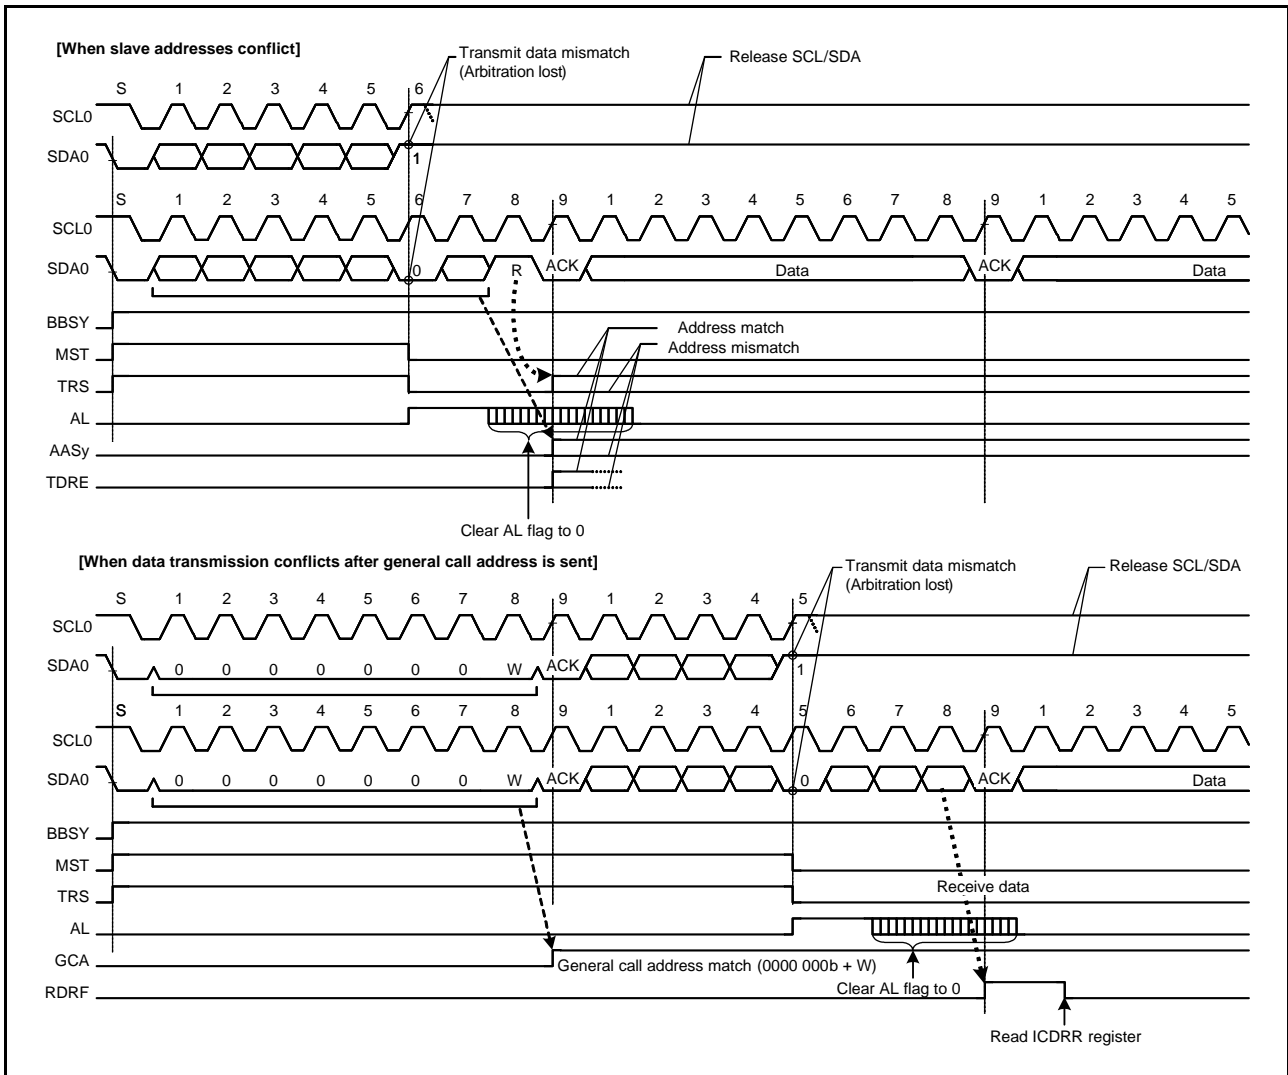 [When slave addresses conflict]
Transmit data mismatch
(Arbitration lost)
Release SCL/SDA
S 1 2 3 4 5 6
SCL0
SDA0
1
S 1 2 3 4 5 6 7 8 9 1 2 3 4 5 6 7 8 9 1 2 3 4 5
SCL0
SDA0 0 R ACK Data ACK Data
BBSY
Address match
MST
Address mismatch
TRS
AL
AASy
TDRE
Clear AL flag to 0
[When data transmission conflicts after general call address is sent]
Transmit data mismatch
(Arbitration lost)
Release SCL/SDA
S 1 2 3 4 5 6 7 8 9 1 2 3 4 5
SCL0
SDA0 0 0 0 0 0 0 0 W ACK 1
S 1 2 3 4 5 6 7 8 9 1 2 3 4 5 6 7 8 9 1 2 3 4 5
SCL0
SDA0 0 0 0 0 0 0 0 W ACK 0 ACK Data
BBSY
MST
Receive data
TRS
AL
GCA
General call address match (0000 000b + W)
Clear AL flag to 0
RDRF
Read ICDRR register